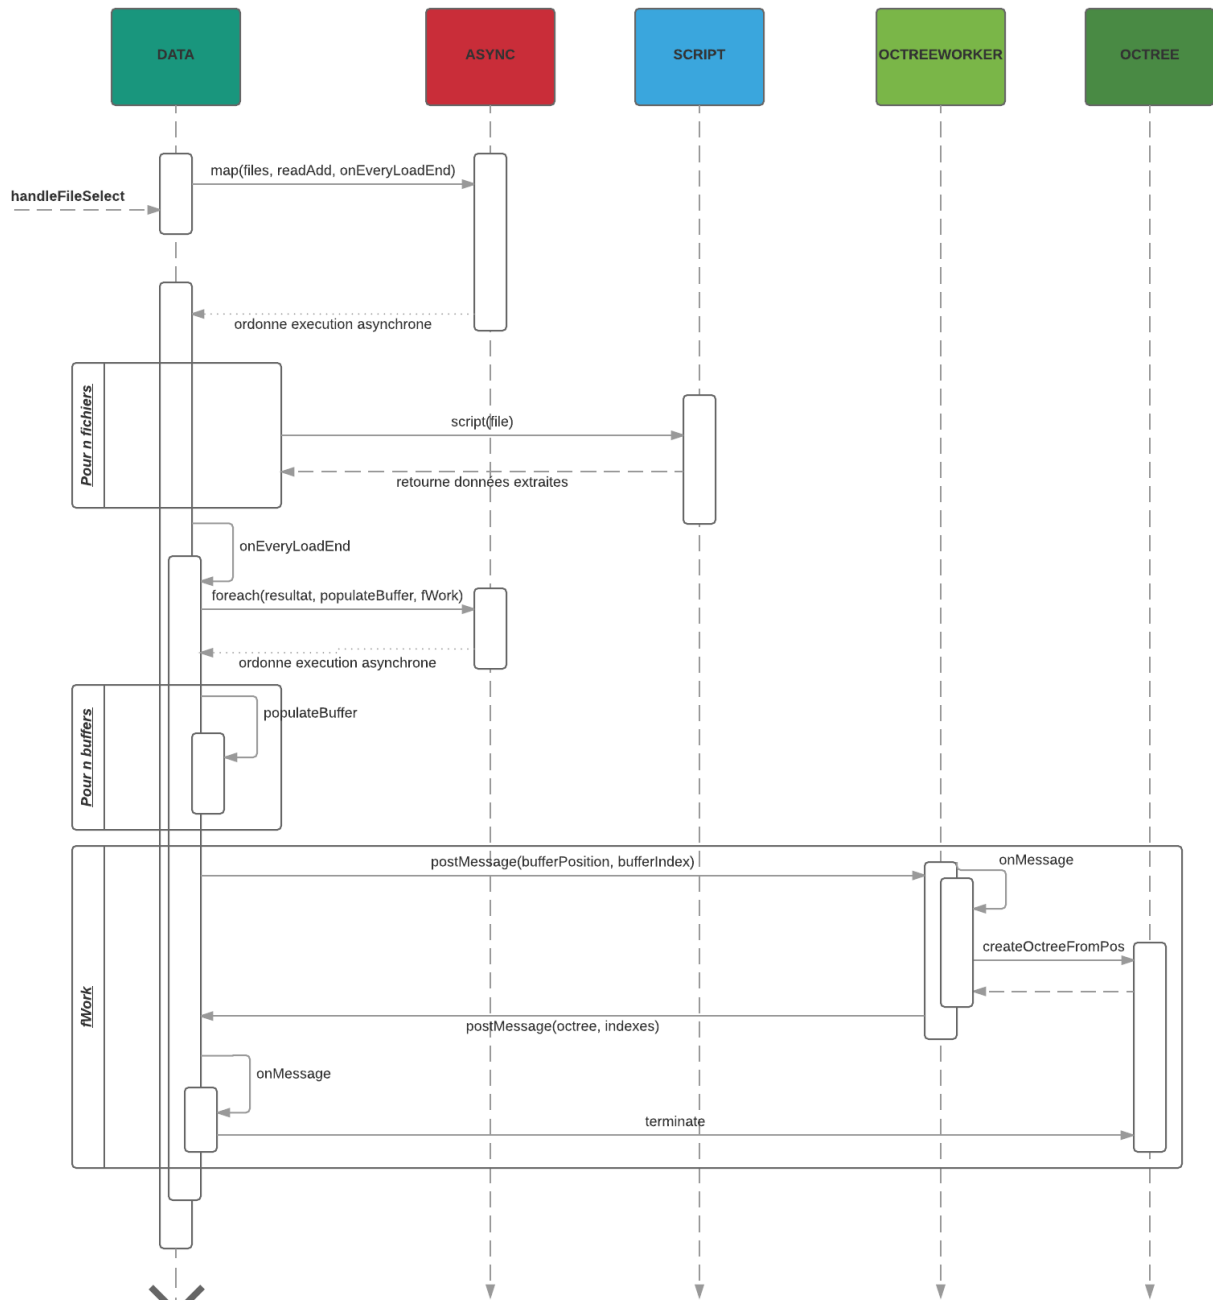 DATA
ASYNC
SCRIPT
OCTREEWORKER
OCTREE
map(files, readAdd, onEveryLoadEnd)
handleFileSelect
ordonne execution asynchrone
Pour n fichiers
script(file)
retourne données extraites
onEveryLoadEnd
foreach(resultat, populateBuffer, fWork)
ordonne execution asynchrone
Pour n buffers
populateBuffer
postMessage(bufferPosition, bufferIndex)
onMessage
createOctreeFromPos
fWork
postMessage(octree, indexes)
onMessage
terminate